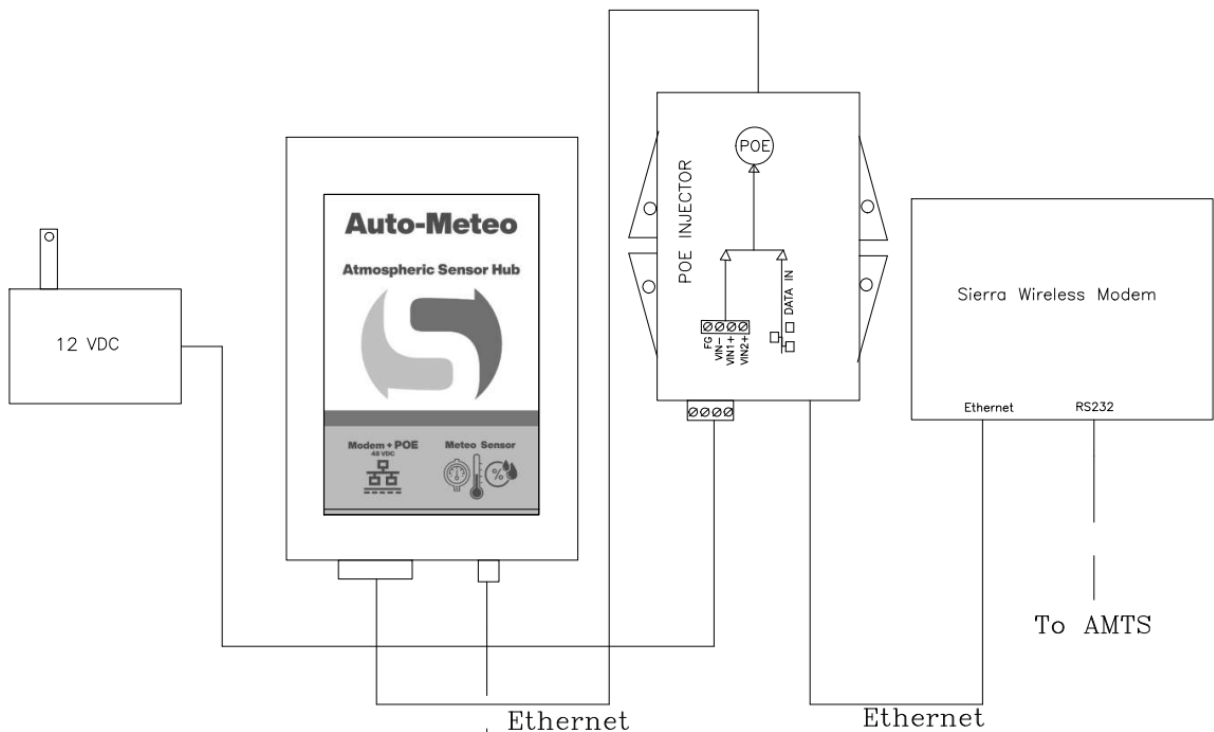 12 VDC
Auto-Meteo
Atmospheric Sensor Hub
Modem + POE
48 VDC
Meteo Sensor
%
POE
POE INJECTOR
DATA IN
FG
VIN-
VIN1+
VIN2+
Sierra Wireless Modem
Ethernet
RS232
To AMTS
Ethernet
Ethernet